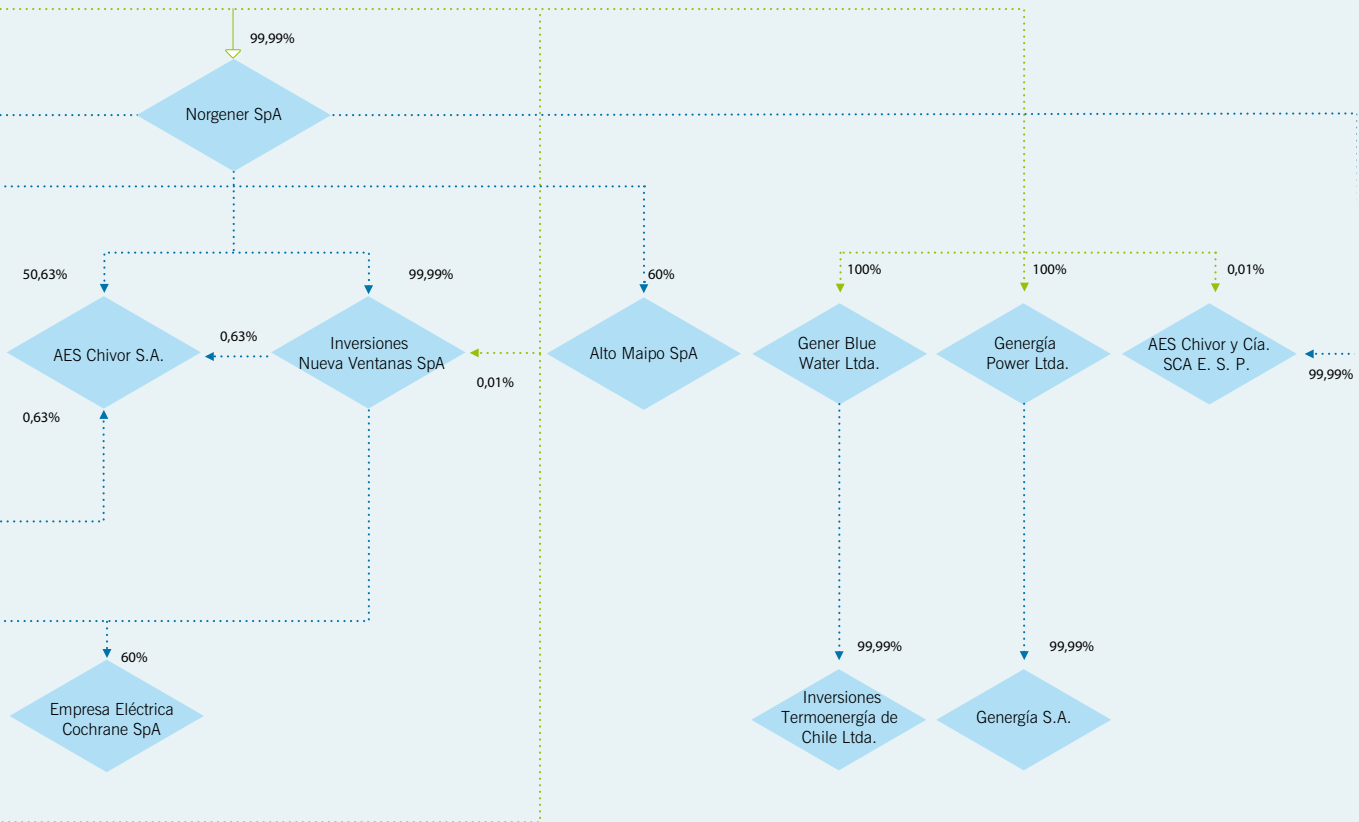 99,99%
Norgener SpA
50,63%
99,99%
60%
100%
100%
0,01%
0,63%
AES Chivor S.A.
Inversiones
Nueva Ventanas SpA
0,01%
Alto Maipo SpA
Gener Blue
Water Ltda.
Genergía
Power Ltda.
AES Chivor y Cía.
SCA E. S. P.
99,99%
0,63%
60%
Empresa Eléctrica
Cochrane SpA
99,99%
Inversiones
Termoenergía de
Chile Ltda.
99,99%
Genergía S.A.